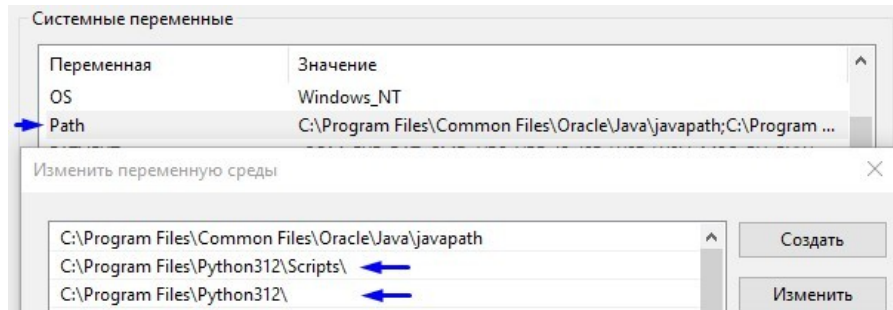 Системные переменные
Переменная Значение
OS Windows_NT
Path C:\Program Files\Common Files\Oracle\Java\javapath;C:\Program ...
Изменить переменную среды
C:\Program Files\Common Files\Oracle\Java\javapath
Создать
C:\Program Files\Python312\Scripts\
C:\Program Files\Python312\
Изменить